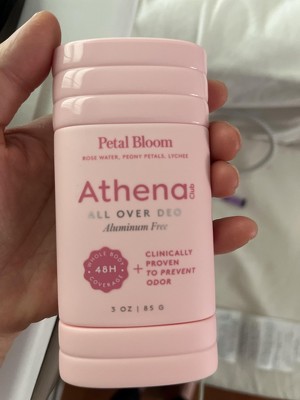 Petal Bloom
ROSE WATER, PEONY PETALS, LYCHEE
Athena Club
ALL OVER DEO
Aluminum Free
WHOLE BODY
48H
COVERAGE
+ CLINICALLY
PROVEN
TO PREVENT
ODOR
3 OZ | 85 G